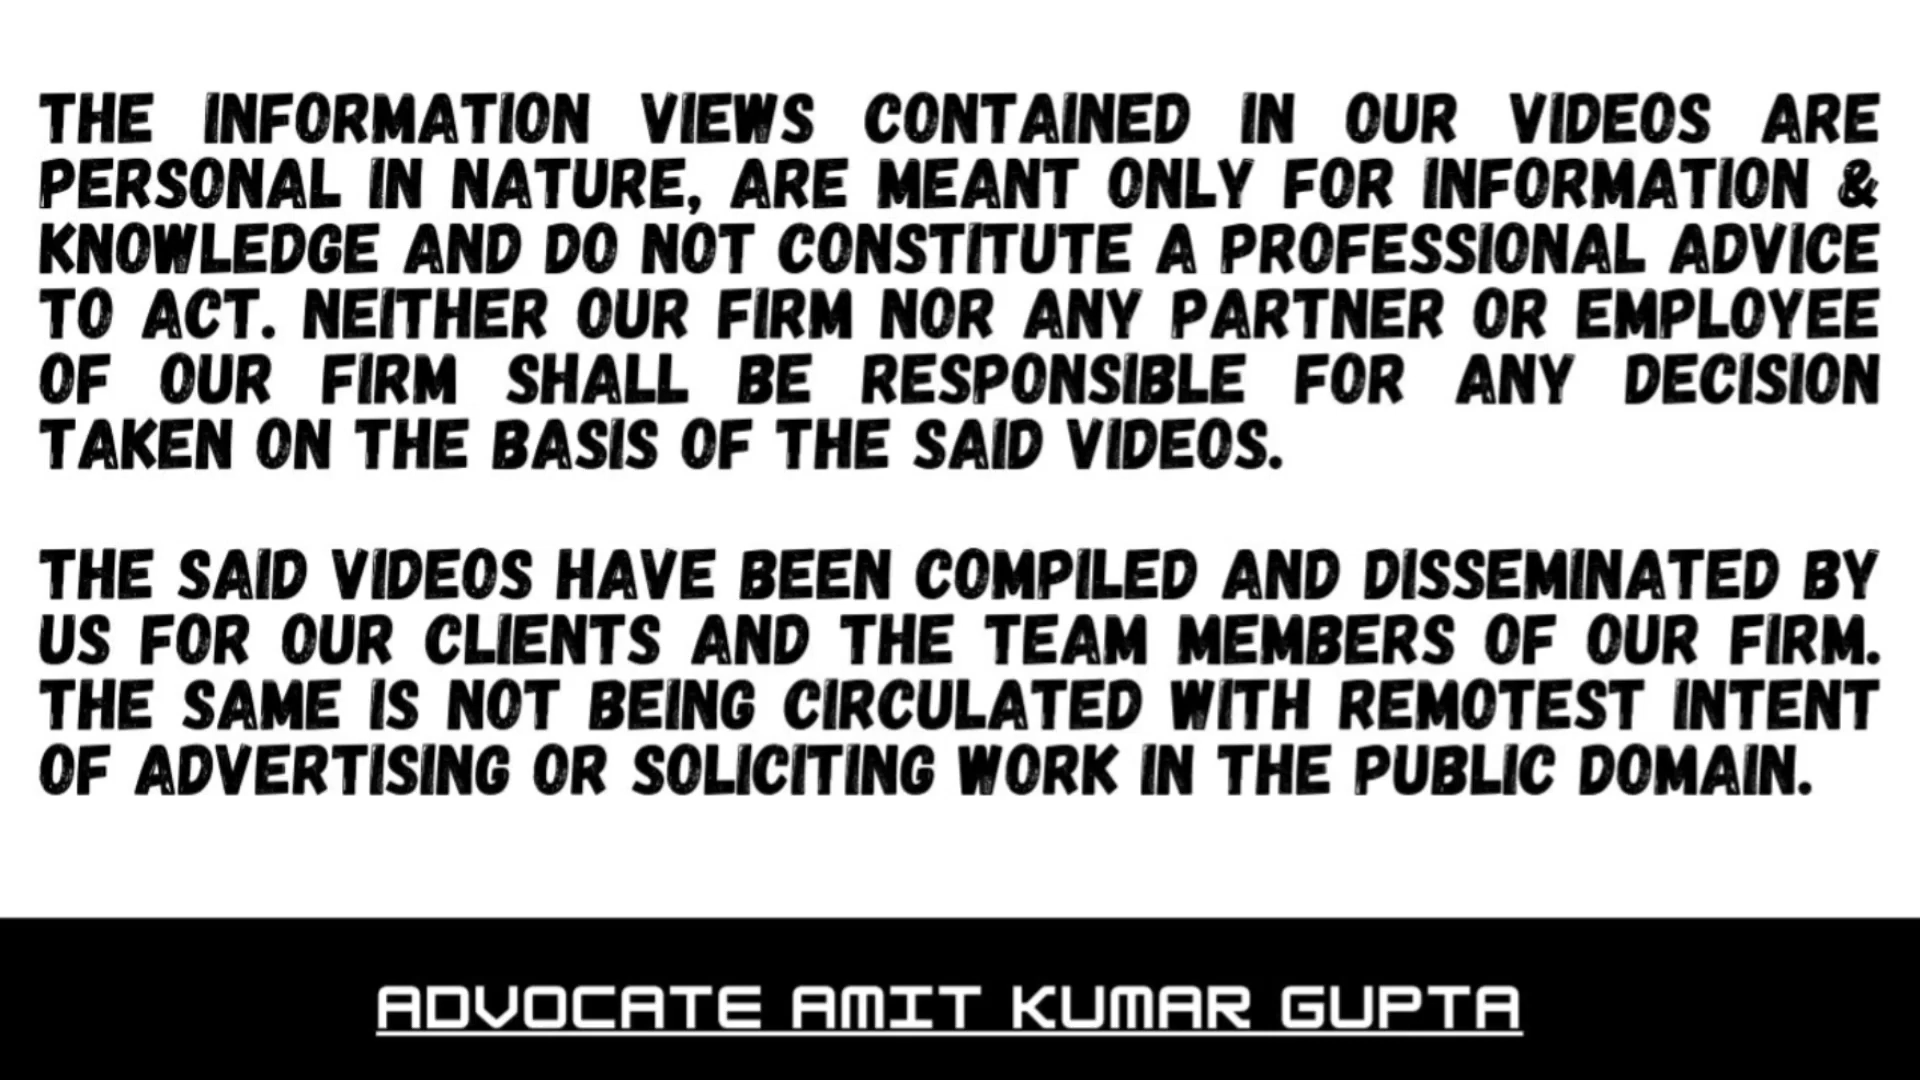 THE INFORMATION VIEWS CONTAINED IN OUR VIDEOS ARE
PERSONAL IN NATURE, ARE MEANT ONLY FOR INFORMATION &
KNOWLEDGE AND DO NOT CONSTITUTE A PROFESSIONAL ADVICE
TO ACT. NEITHER OUR FIRM NOR ANY PARTNER OR EMPLOYEE
OF OUR FIRM SHALL BE RESPONSIBLE FOR ANY DECISION
TAKEN ON THE BASIS OF THE SAID VIDEOS.
THE SAID VIDEOS HAVE BEEN COMPILED AND DISSEMINATED BY
US FOR OUR CLIENTS AND THE TEAM MEMBERS OF OUR FIRM.
THE SAME IS NOT BEING CIRCULATED WITH REMOTEST INTENT
OF ADVERTISING OR SOLICITING WORK IN THE PUBLIC DOMAIN.
ADVOCATE AMIT KUMAR GUPTA